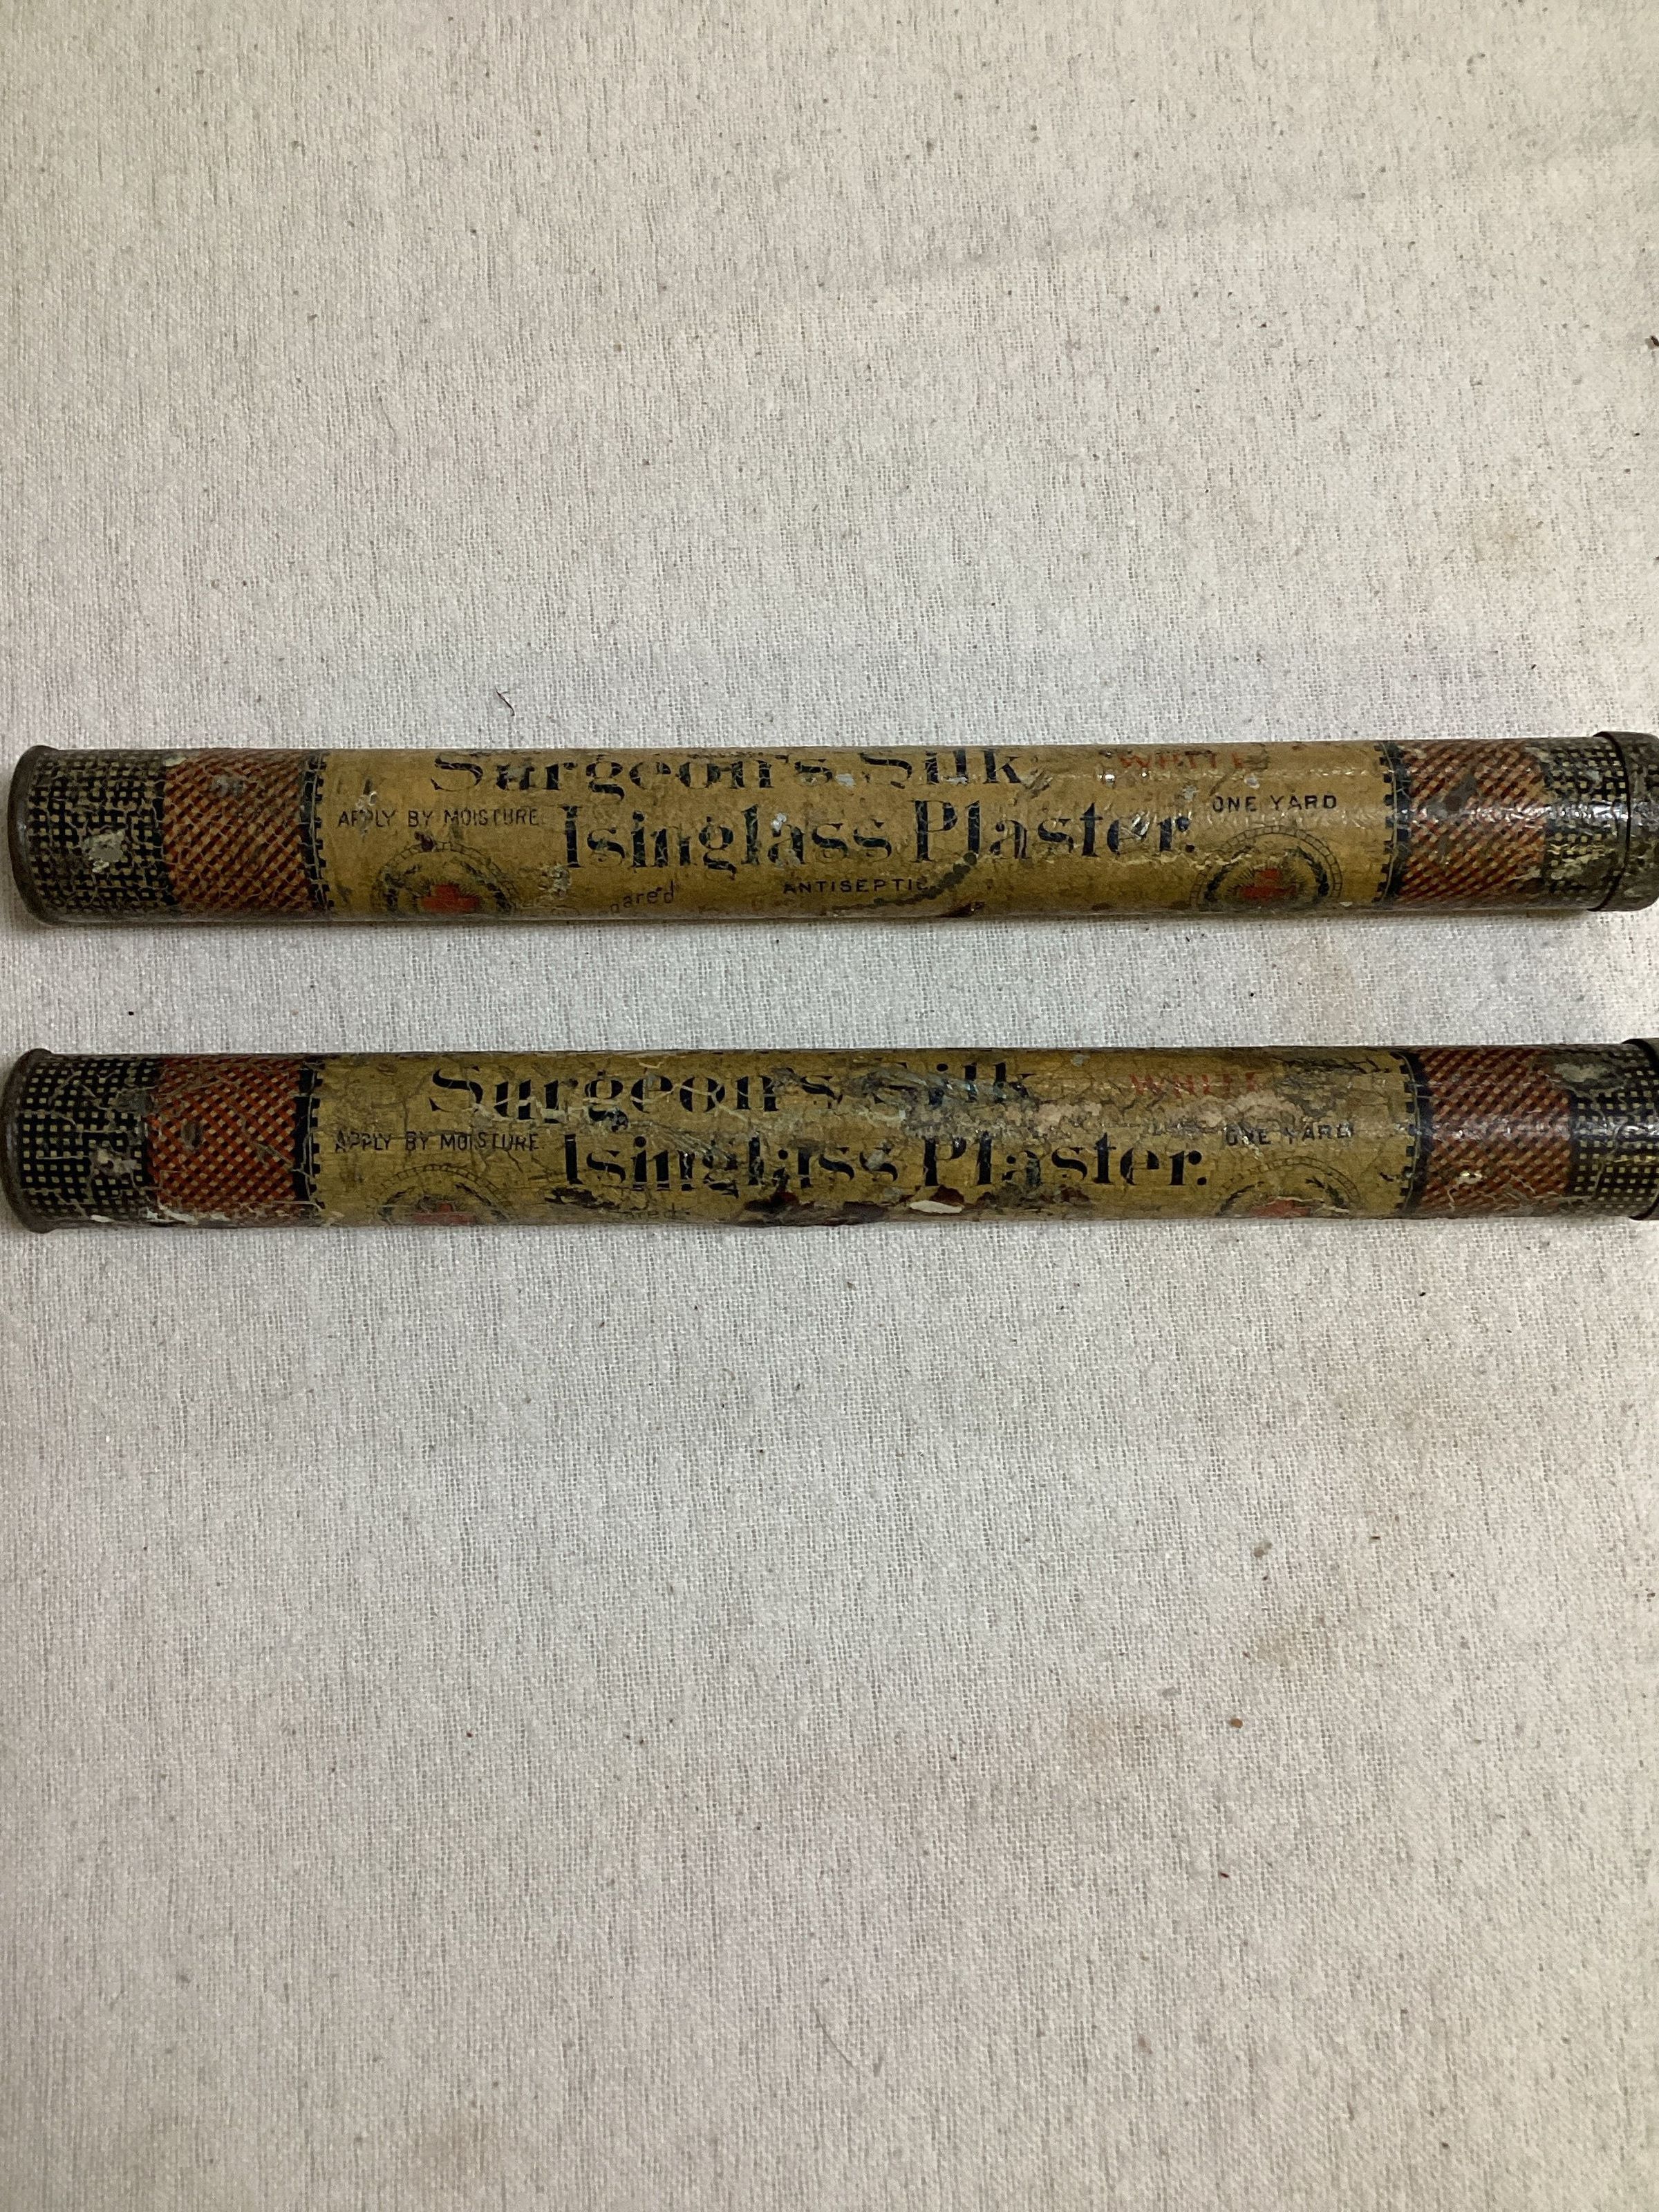 Surgeon's Silk WHITE
APPLY BY MOISTURE Isinglass Plaster. ONE YARD
ANTISEPTIC
Surgeon's Silk WHITE
APPLY BY MOISTURE Isinglass Plaster. ONE YARD